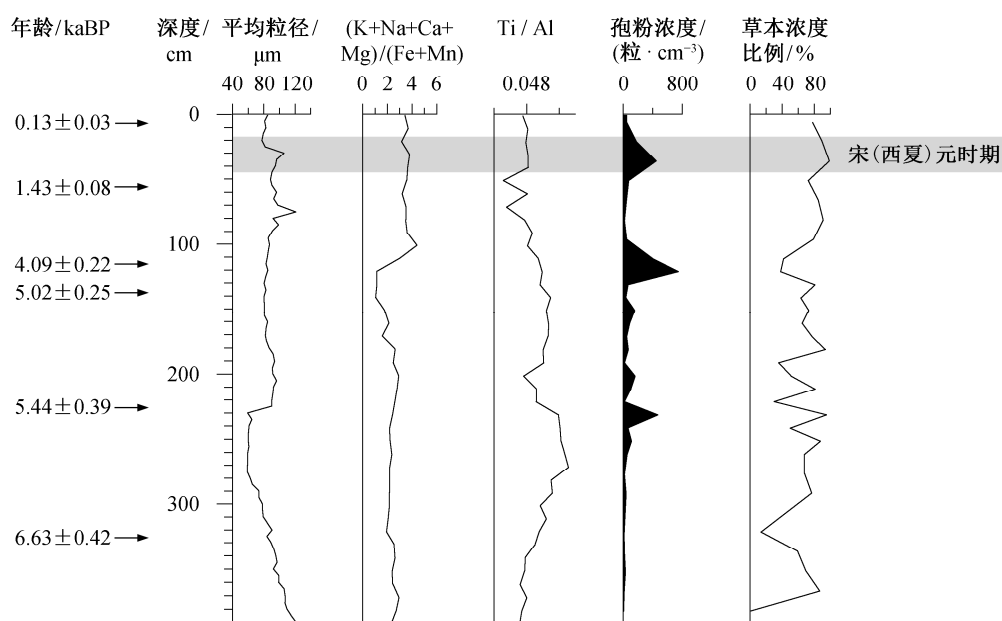 年龄/kaBP
深度/
cm
平均粒径/
μm
(K+Na+Ca+
Mg)/(Fe+Mn)
Ti / Al
孢粉浓度/
(粒 · cm⁻³)
草本浓度
比例/%
40 80 120
0 2 4 6
0.048
0 800
0 40 80
0
100
200
300
0.13±0.03
1.43±0.08
4.09±0.22
5.02±0.25
5.44±0.39
6.63±0.42
宋(西夏)元时期